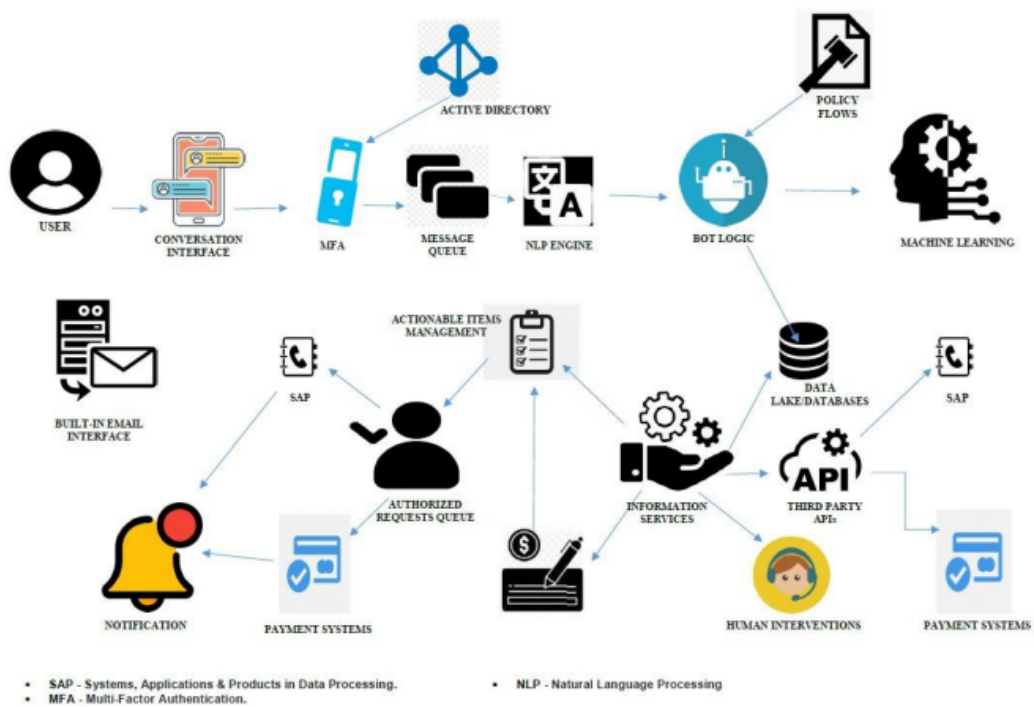 ACTIVE DIRECTORY
POLICY
FLOWS
USER
CONVERSATION
INTERFACE
MFA
MESSAGE
QUEUE
文
A
NLP ENGINE
i
BOT LOGIC
MACHINE LEARNING
BUILT-IN EMAIL
INTERFACE
SAP
ACTIONABLE ITEMS
MANAGEMENT
DATA
LAKE/DATABASES
SAP
AUTHORIZED
REQUESTS QUEUE
INFORMATION
SERVICES
API
THIRD PARTY
APIs
$
NOTIFICATION
PAYMENT SYSTEMS
HUMAN INTERVENTIONS
PAYMENT SYSTEMS
• SAP - Systems, Applications & Products in Data Processing.
• MFA - Multi-Factor Authentication.
• NLP - Natural Language Processing